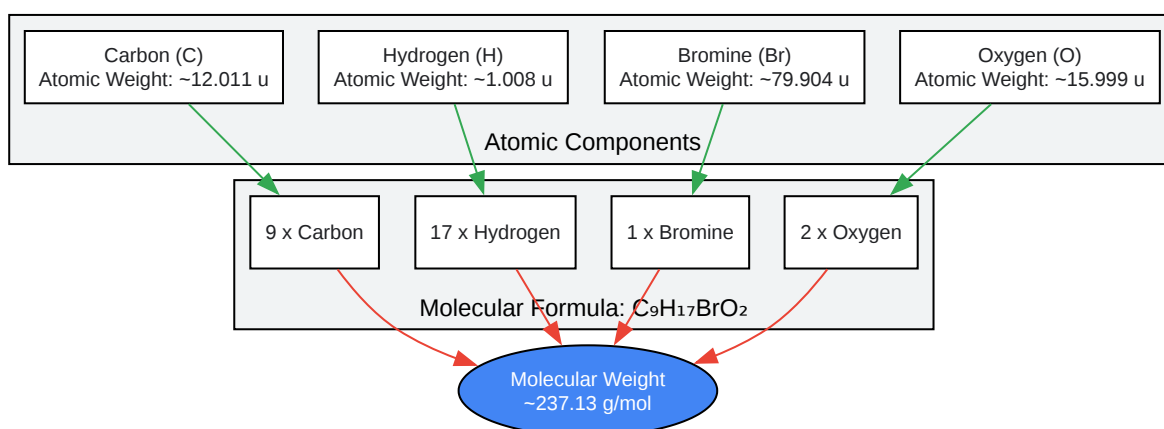 Carbon (C)
Atomic Weight: ~12.011 u
Hydrogen (H)
Atomic Weight: ~1.008 u
Bromine (Br)
Atomic Weight: ~79.904 u
Oxygen (O)
Atomic Weight: ~15.999 u
Atomic Components
9 x Carbon
17 x Hydrogen
1 x Bromine
2 x Oxygen
Molecular Formula: C₉H₁₇BrO₂
Molecular Weight
~237.13 g/mol